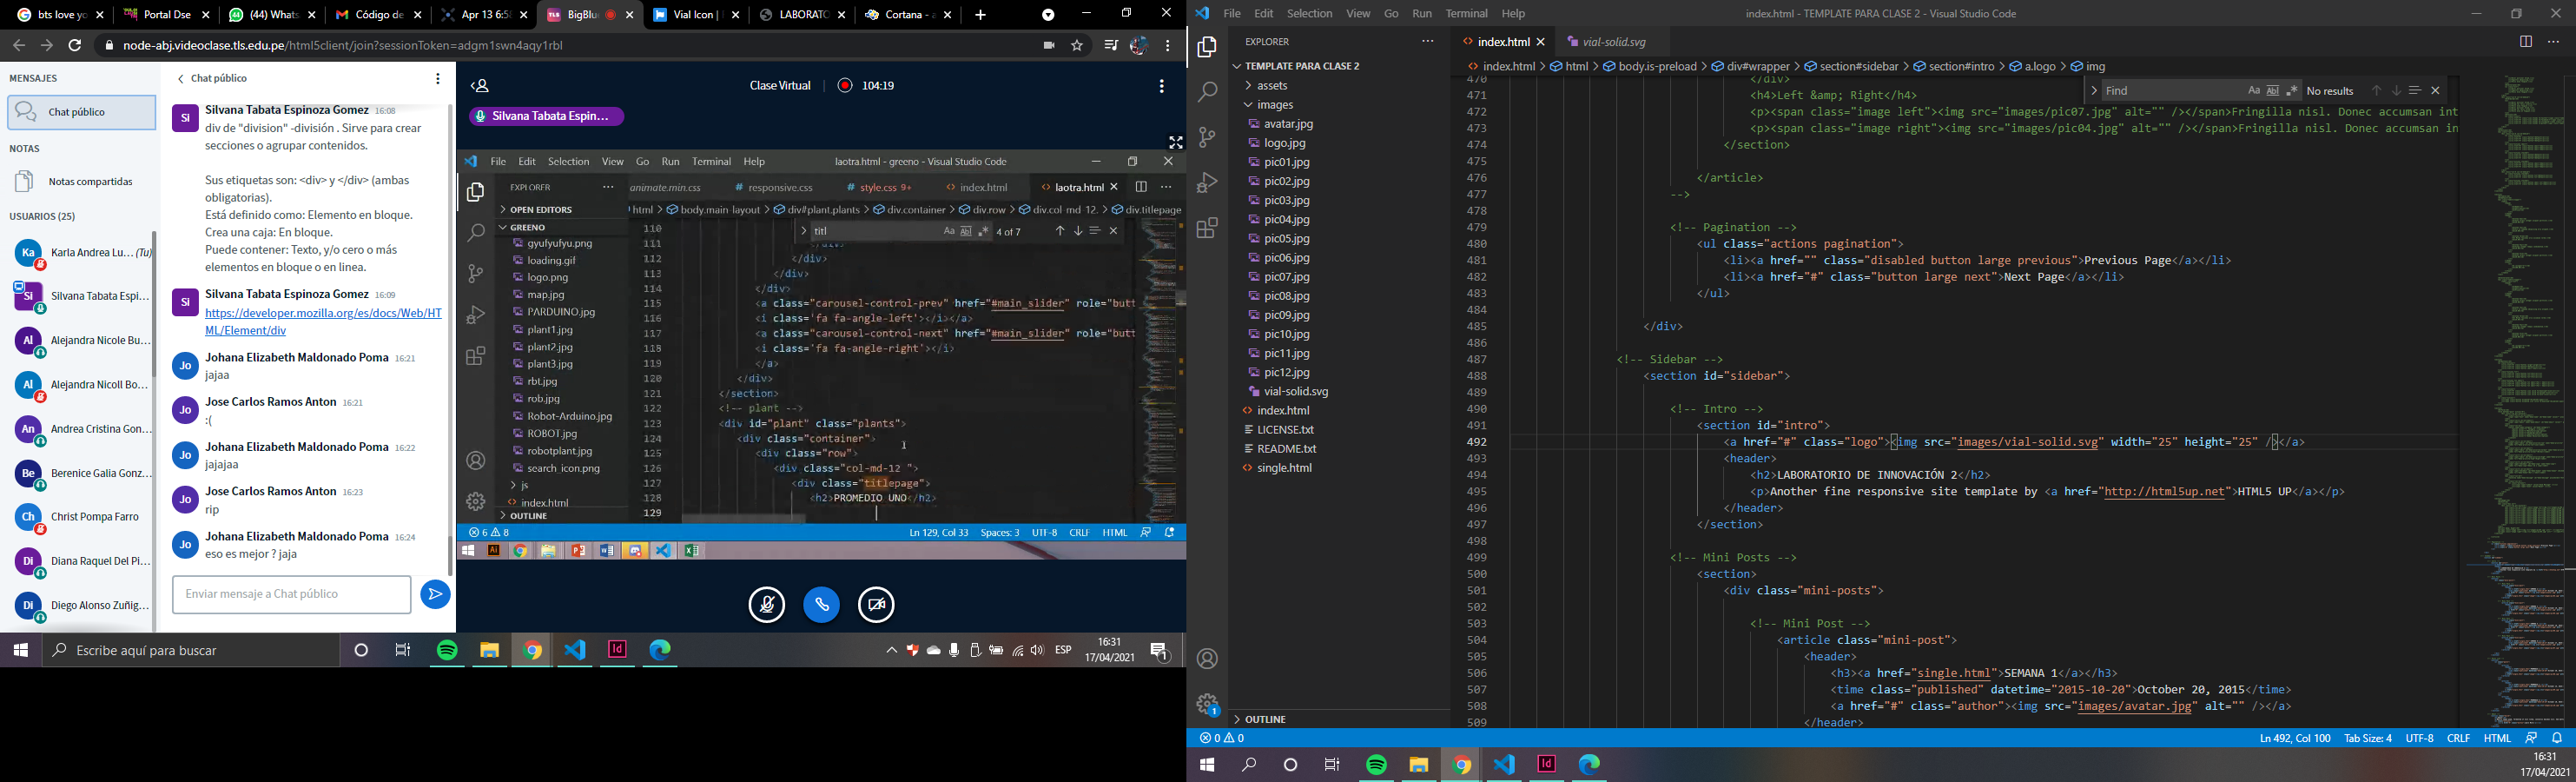 bts love yo
Portal Dse
(44) Whats
Código de
Apr 13 6:5
BigBlu
Vial Icon |
LABORATO
Cortana - a
node-abj.videoclase.tls.edu.pe/html5client/join?sessionToken=adgm1swn4aqy1rbl
MENSAJES
Chat público
NOTAS
Notas compartidas
USUARIOS (25)
Ka Karla Andrea Lu... (Tú)
SI Silvana Tabata Espi...
Al Alejandra Nicole Bu...
Al Alejandra Nicoll Bo...
An Andrea Cristina Gon...
Be Berenice Galia Gonz...
Ch Christ Pompa Farro
Di Diana Raquel Del Pi...
Di Diego Alonso Zuñig...
Chat público
Si Silvana Tabata Espinoza Gomez 16:08
div de "division" -división . Sirve para crear
secciones o agrupar contenidos.
Sus etiquetas son: <div> y </div> (ambas
obligatorias).
Está definido como: Elemento en bloque.
Crea una caja: En bloque.
Puede contener: Texto, y/o cero o más
elementos en bloque o en linea.
Si Silvana Tabata Espinoza Gomez 16:09
https://developer.mozilla.org/es/docs/Web/HT
ML/Element/div
Jo Johana Elizabeth Maldonado Poma 16:21
jajaa
Jo Jose Carlos Ramos Anton 16:21
:(
Jo Johana Elizabeth Maldonado Poma 16:22
jajajaa
Jo Jose Carlos Ramos Anton 16:23
rip
Jo Johana Elizabeth Maldonado Poma 16:24
eso es mejor ? jaja
Enviar mensaje a Chat público
Clase Virtual | 104:19
Silvana Tabata Espin...
File Edit Selection View Go Run Terminal Help laotra.html - greeno - Visual Studio Code
EXPLORER
animate.min.css # responsive.css # style.css 9+ <> index.html <> laotra.html
OPEN EDITORS
html > body.main-layout > div#plant.plants > div.container > div.row > div.col-md-12. > div.titlepage
GREENO
gyufyufyu.png
loading.gif
logo.png
map.jpg
PARDUINO.jpg
plant1.jpg
plant2.jpg
plant3.jpg
rbt.jpg
rob.jpg
Robot-Arduino.jpg
ROBOT.jpg
robotplant.jpg
search_icon.png
js
index.html
OUTLINE
titl Aa Abl .* 4 of 7
110
111 </div>
112 </div>
113 </div>
114 </div>
115 <a class="carousel-control-prev" href="#main_slider" role="butt
116 <i class='fa fa-angle-left'></i></a>
117 <a class="carousel-control-next" href="#main_slider" role="butt
118 <i class='fa fa-angle-right'></i>
119 </a>
120 </div>
121 </section>
122 <!-- plant -->
123 <div id="plant" class="plants">
124 <div class="container">
125 <div class="row">
126 <div class="col-md-12 ">
127 <div class="titlepage">
128 <h2>PROMEDIO UNO</h2>
129
6 8 Ln 129, Col 33 Spaces: 3 UTF-8 CRLF HTML
Escribe aquí para buscar
ESP
16:31
17/04/2021
1
File Edit Selection View Go Run Terminal Help index.html - TEMPLATE PARA CLASE 2 - Visual Studio Code
EXPLORER
<> index.html vial-solid.svg
TEMPLATE PARA CLASE 2
index.html > html > body.is-preload > div#wrapper > section#sidebar > section#intro > a.logo > img
assets
images
avatar.jpg
logo.jpg
pic01.jpg
pic02.jpg
pic03.jpg
pic04.jpg
pic05.jpg
pic06.jpg
pic07.jpg
pic08.jpg
pic09.jpg
pic10.jpg
pic11.jpg
pic12.jpg
vial-solid.svg
index.html
LICENSE.txt
README.txt
single.html
OUTLINE
Find Aa Abl .* No results
470 </div>
471 <h4>Left &amp; Right</h4>
472 <p><span class="image left"><img src="images/pic07.jpg" alt="" /></span>Fringilla nisl. Donec accumsan int
473 <p><span class="image right"><img src="images/pic04.jpg" alt="" /></span>Fringilla nisl. Donec accumsan in
474 </section>
475
476 </article>
477 -->
478
479 <!-- Pagination -->
480 <ul class="actions pagination">
481 <li><a href="" class="disabled button large previous">Previous Page</a></li>
482 <li><a href="#" class="button large next">Next Page</a></li>
483 </ul>
484
485 </div>
486
487 <!-- Sidebar -->
488 <section id="sidebar">
489
490 <!-- Intro -->
491 <section id="intro">
492 <a href="#" class="logo"><img src="images/vial-solid.svg" width="25" height="25" /></a>
493 <header>
494 <h2>LABORATORIO DE INNOVACIÓN 2</h2>
495 <p>Another fine responsive site template by <a href="http://html5up.net">HTML5 UP</a></p>
496 </header>
497 </section>
498
499 <!-- Mini Posts -->
500 <section>
501 <div class="mini-posts">
502
503 <!-- Mini Post -->
504 <article class="mini-post">
505 <header>
506 <h3><a href="single.html">SEMANA 1</a></h3>
507 <time class="published" datetime="2015-10-20">October 20, 2015</time>
508 <a href="#" class="author"><img src="images/avatar.jpg" alt="" /></a>
509 </header>
1
0 0 Ln 492, Col 100 Tab Size: 4 UTF-8 CRLF HTML
16:31
17/04/2021